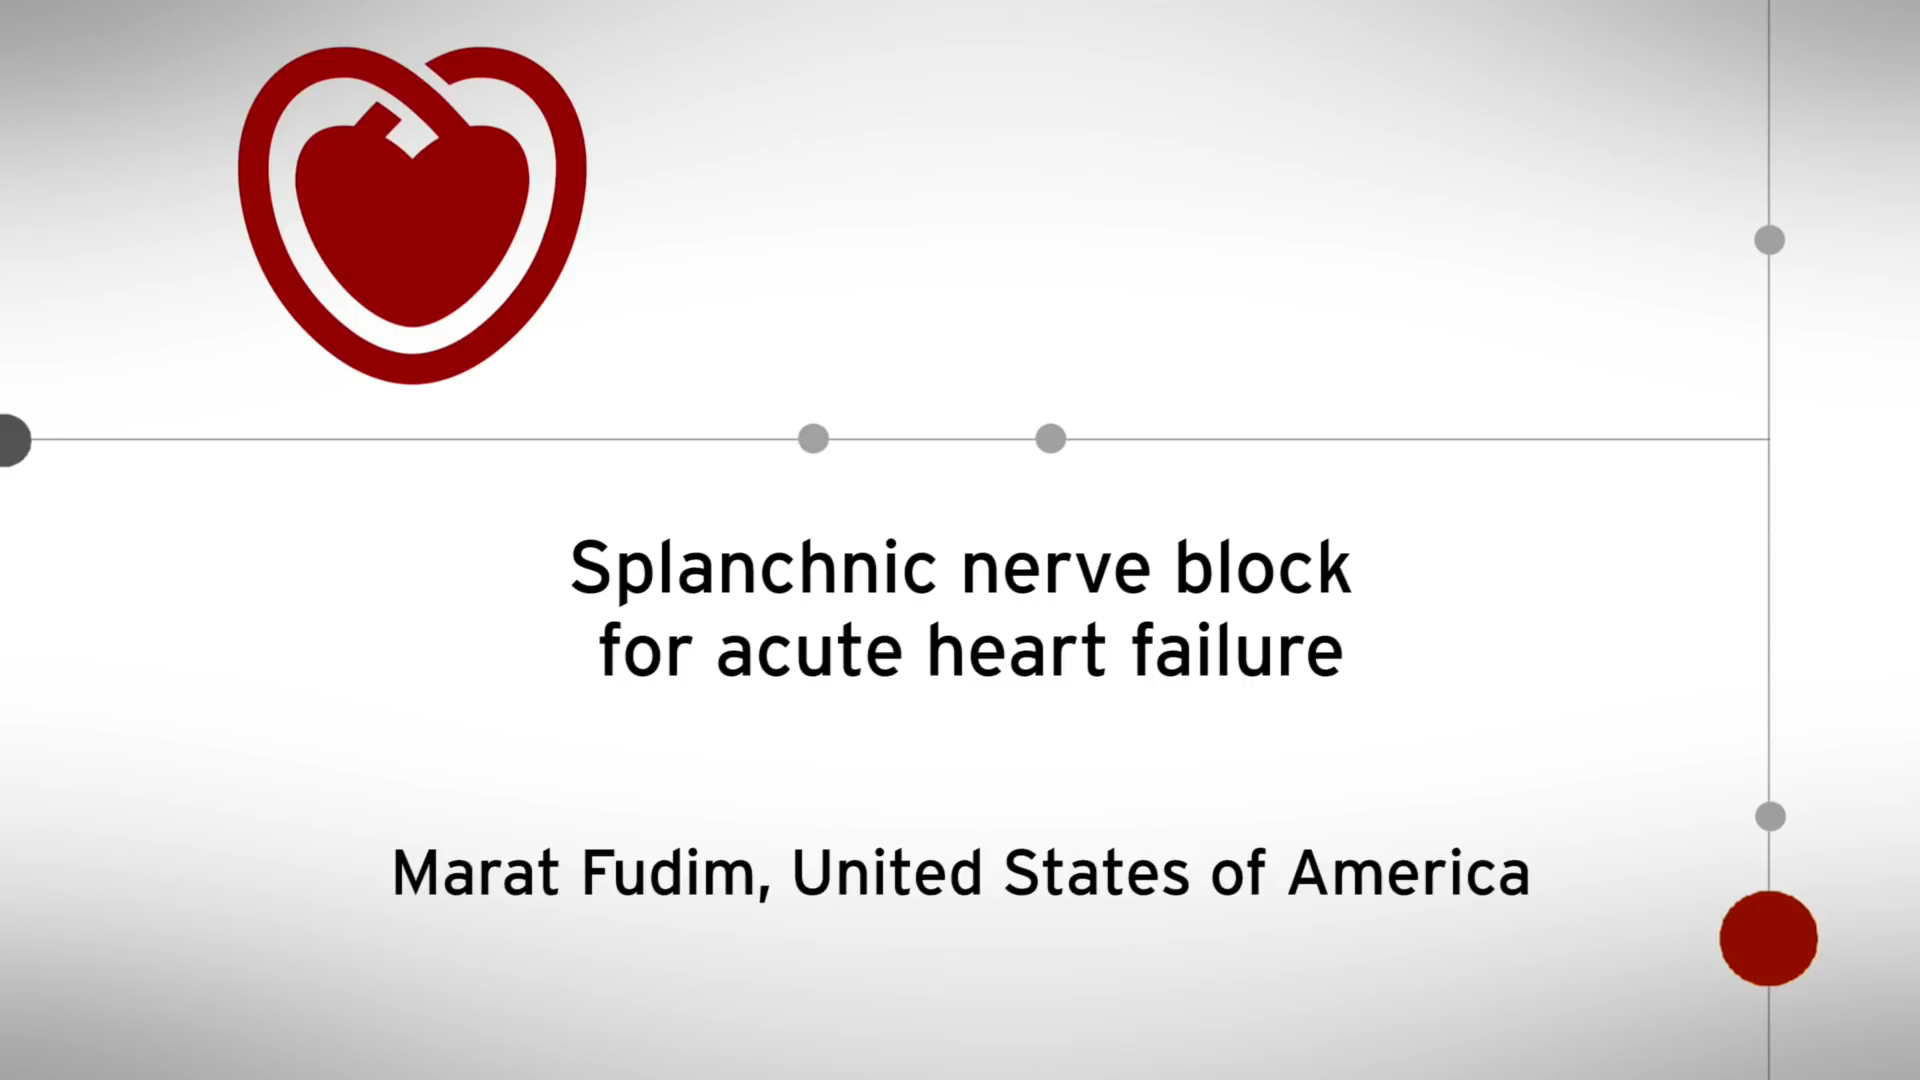 Splanchnic nerve block
for acute heart failure
Marat Fudim, United States of America